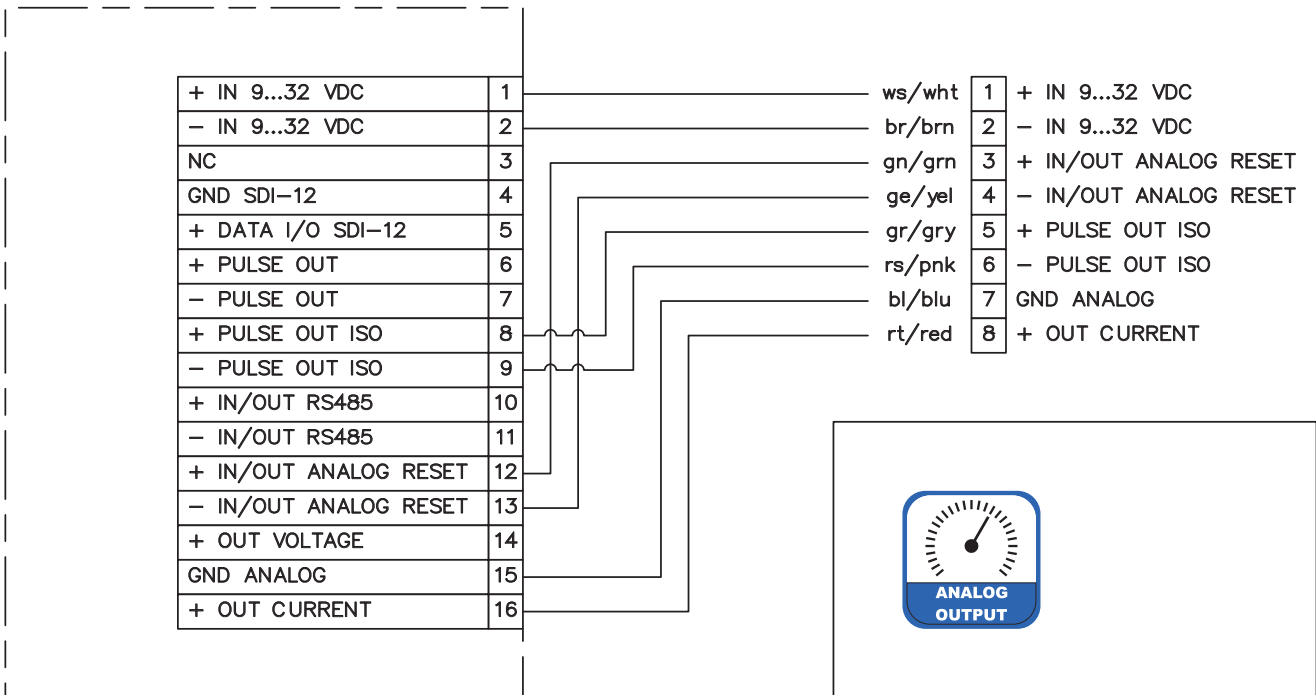 + IN 9...32 VDC 1
− IN 9...32 VDC 2
NC 3
GND SDI−12 4
+ DATA I/O SDI−12 5
+ PULSE OUT 6
− PULSE OUT 7
+ PULSE OUT ISO 8
− PULSE OUT ISO 9
+ IN/OUT RS485 10
− IN/OUT RS485 11
+ IN/OUT ANALOG RESET 12
− IN/OUT ANALOG RESET 13
+ OUT VOLTAGE 14
GND ANALOG 15
+ OUT CURRENT 16
ws/wht 1 + IN 9...32 VDC
br/brn 2 − IN 9...32 VDC
gn/grn 3 + IN/OUT ANALOG RESET
ge/yel 4 − IN/OUT ANALOG RESET
gr/gry 5 + PULSE OUT ISO
rs/pnk 6 − PULSE OUT ISO
bl/blu 7 GND ANALOG
rt/red 8 + OUT CURRENT
ANALOG
OUTPUT